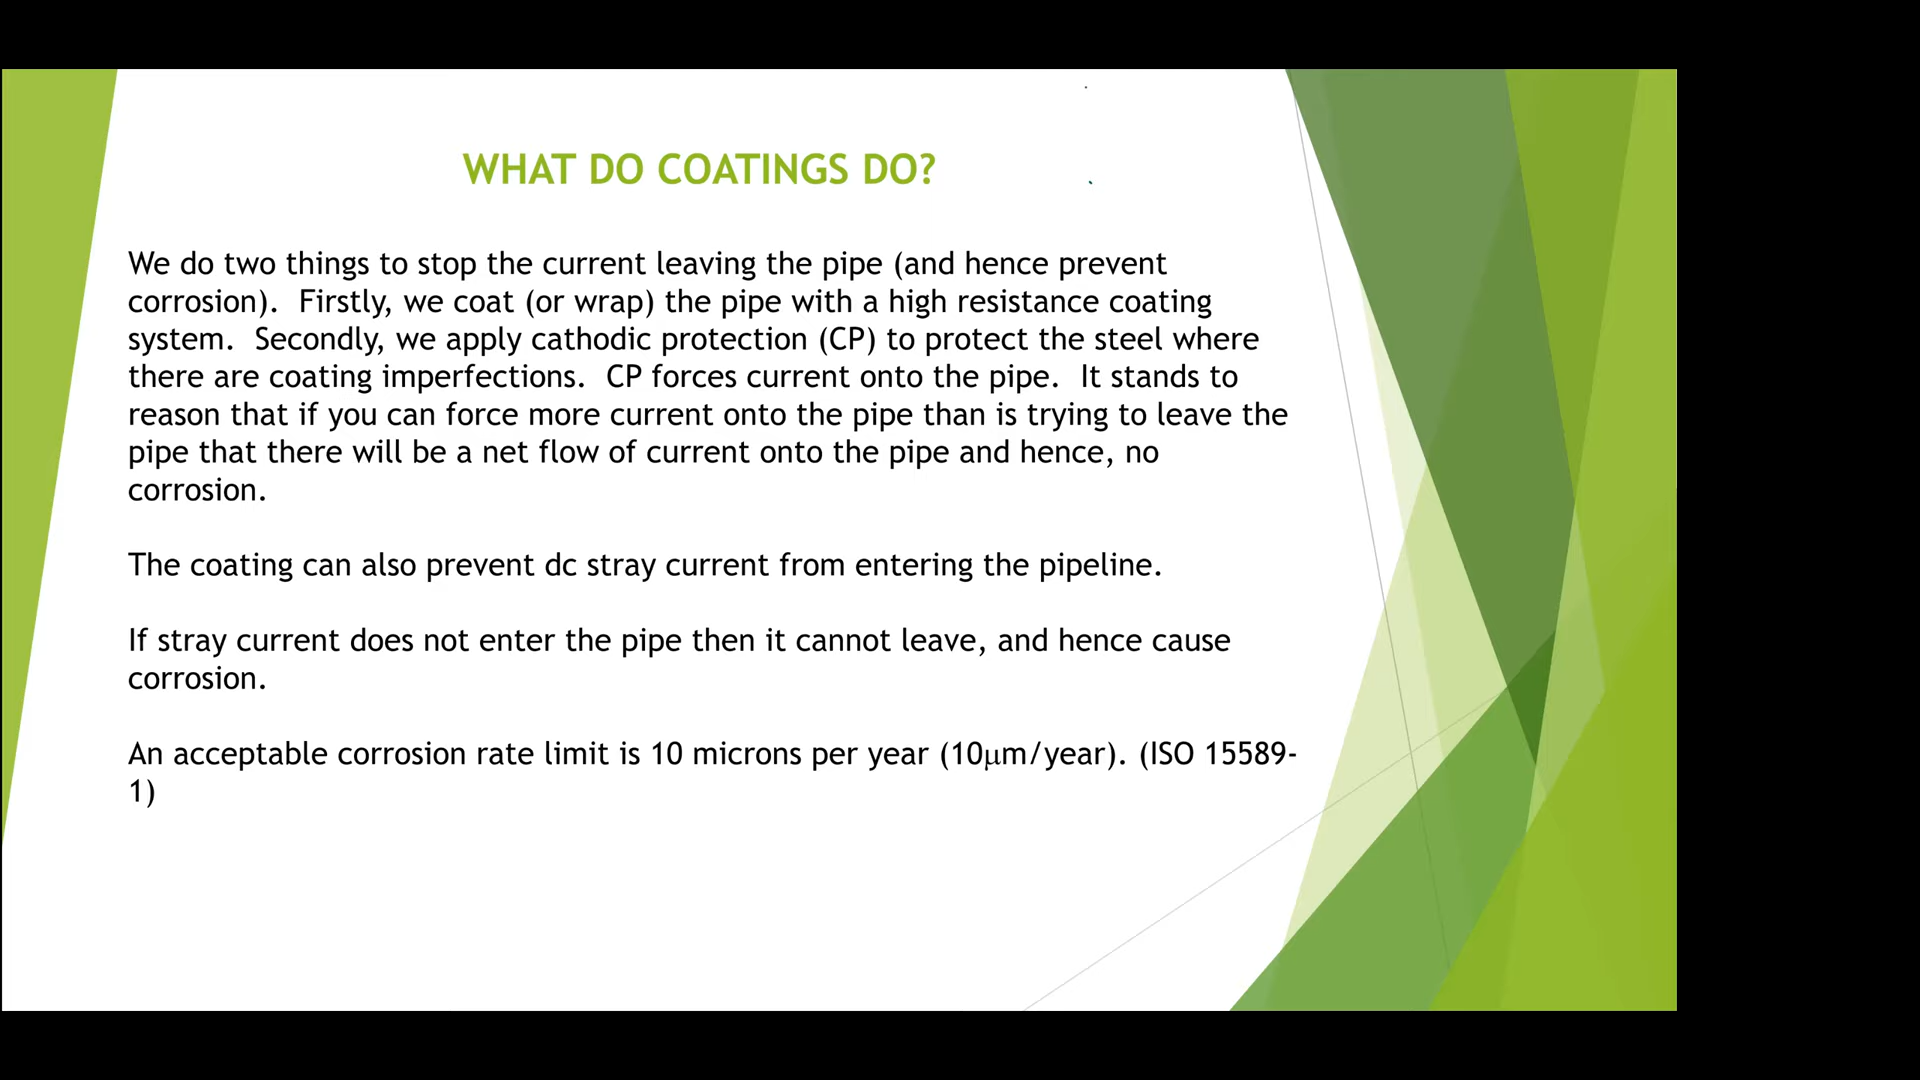 WHAT DO COATINGS DO?
We do two things to stop the current leaving the pipe (and hence prevent
corrosion).  Firstly, we coat (or wrap) the pipe with a high resistance coating
system.  Secondly, we apply cathodic protection (CP) to protect the steel where
there are coating imperfections.  CP forces current onto the pipe.  It stands to
reason that if you can force more current onto the pipe than is trying to leave the
pipe that there will be a net flow of current onto the pipe and hence, no
corrosion.
The coating can also prevent dc stray current from entering the pipeline.
If stray current does not enter the pipe then it cannot leave, and hence cause
corrosion.
An acceptable corrosion rate limit is 10 microns per year (10μm/year). (ISO 15589-
1)